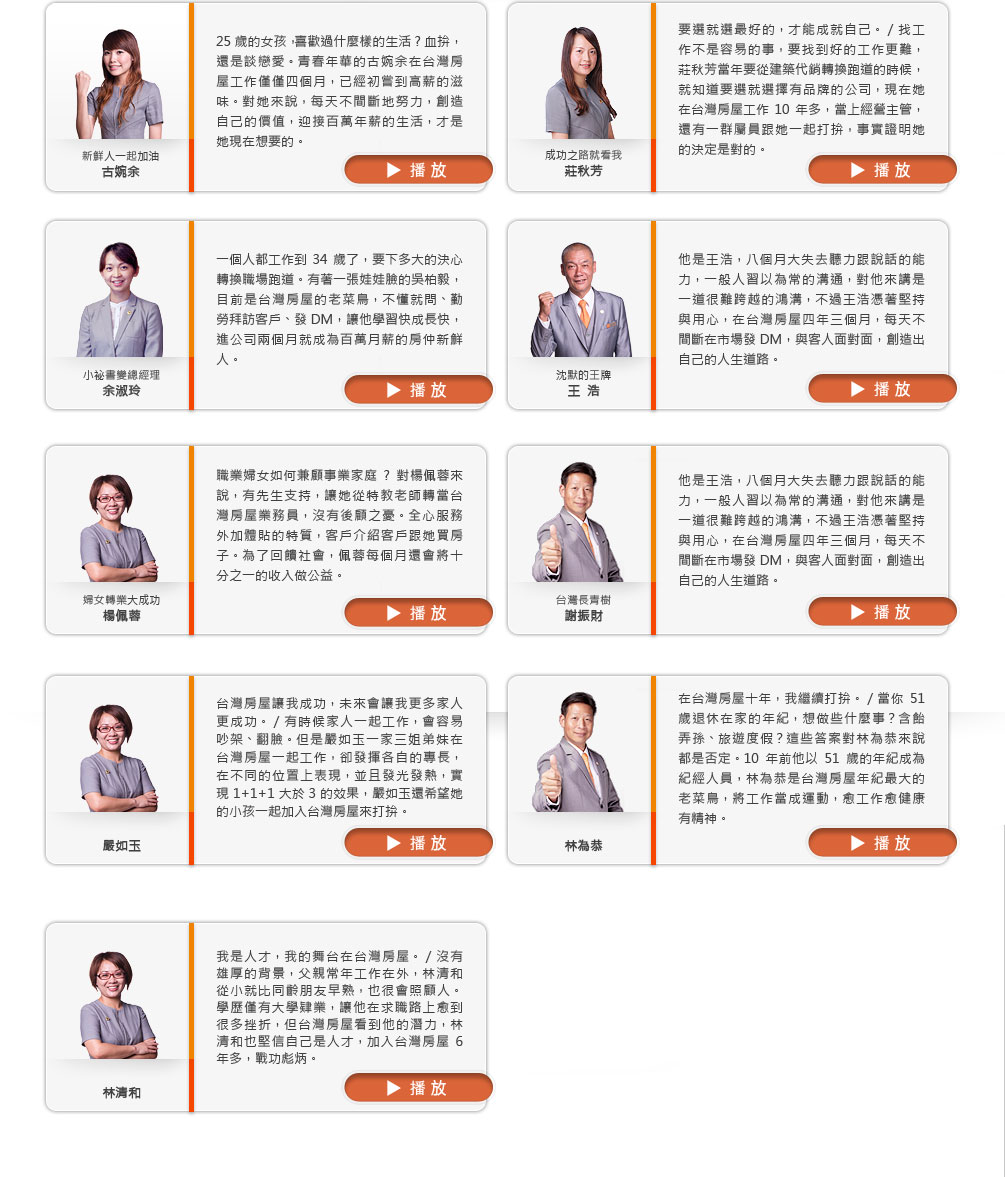 25 歲的女孩，喜歡過什麼樣的生活？血拚，
還是談戀愛。青春年華的古婉余在台灣房
屋工作僅僅四個月，已經初嘗到高薪的滋
味。對她來說，每天不間斷地努力，創造
自己的價值，迎接百萬年薪的生活，才是
她現在想要的。
新鮮人一起加油
古婉余
▶ 播放
要選就選最好的，才能成就自己。/ 找工
作不是容易的事，要找到好的工作更難，
莊秋芳當年要從建築代銷轉換跑道的時候，
就知道要選就選擇有品牌的公司，現在她
在台灣房屋工作 10 年多，當上經營主管，
還有一群屬員跟她一起打拚，事實證明她
的決定是對的。
成功之路就看我
莊秋芳
▶ 播放
一個人都工作到 34 歲了，要下多大的決心
轉換職場跑道。有著一張娃娃臉的吳柏毅，
目前是台灣房屋的老菜鳥，不懂就問、勤
勞拜訪客戶、發 DM，讓他學習快成長快，
進公司兩個月就成為百萬月薪的房仲新鮮
人。
小祕書變總經理
余淑玲
▶ 播放
他是王浩，八個月大失去聽力跟說話的能
力，一般人習以為常的溝通，對他來講是
一道很難跨越的鴻溝，不過王浩憑著堅持
與用心，在台灣房屋四年三個月，每天不
間斷在市場發 DM，與客人面對面，創造出
自己的人生道路。
沈默的王牌
王 浩
▶ 播放
職業婦女如何兼顧事業家庭 ? 對楊佩蓉來
說，有先生支持，讓她從特教老師轉當台
灣房屋業務員，沒有後顧之憂。全心服務
外加體貼的特質，客戶介紹客戶跟她買房
子。為了回饋社會，佩蓉每個月還會將十
分之一的收入做公益。
婦女轉業大成功
楊佩蓉
▶ 播放
他是王浩，八個月大失去聽力跟說話的能
力，一般人習以為常的溝通，對他來講是
一道很難跨越的鴻溝，不過王浩憑著堅持
與用心，在台灣房屋四年三個月，每天不
間斷在市場發 DM，與客人面對面，創造出
自己的人生道路。
台灣長青樹
謝振財
▶ 播放
台灣房屋讓我成功，未來會讓我更多家人
更成功。/ 有時候家人一起工作，會容易
吵架、翻臉。但是嚴如玉一家三姐弟妹在
台灣房屋一起工作，卻發揮各自的專長，
在不同的位置上表現，並且發光發熱，實
現 1+1+1 大於 3 的效果，嚴如玉還希望她
的小孩一起加入台灣房屋來打拚。
嚴如玉
▶ 播放
在台灣房屋十年，我繼續打拚。/ 當你 51
歲退休在家的年紀，想做些什麼事？含飴
弄孫、旅遊度假？這些答案對林為恭來說
都是否定。10 年前他以 51 歲的年紀成為
紀經人員，林為恭是台灣房屋年紀最大的
老菜鳥，將工作當成運動，愈工作愈健康
有精神。
林為恭
▶ 播放
我是人才，我的舞台在台灣房屋。/ 沒有
雄厚的背景，父親常年工作在外，林清和
從小就比同齡朋友早熟，也很會照顧人。
學歷僅有大學肄業，讓他在求職路上愈到
很多挫折，但台灣房屋看到他的潛力，林
清和也堅信自己是人才，加入台灣房屋 6
年多，戰功彪炳。
林清和
▶ 播放